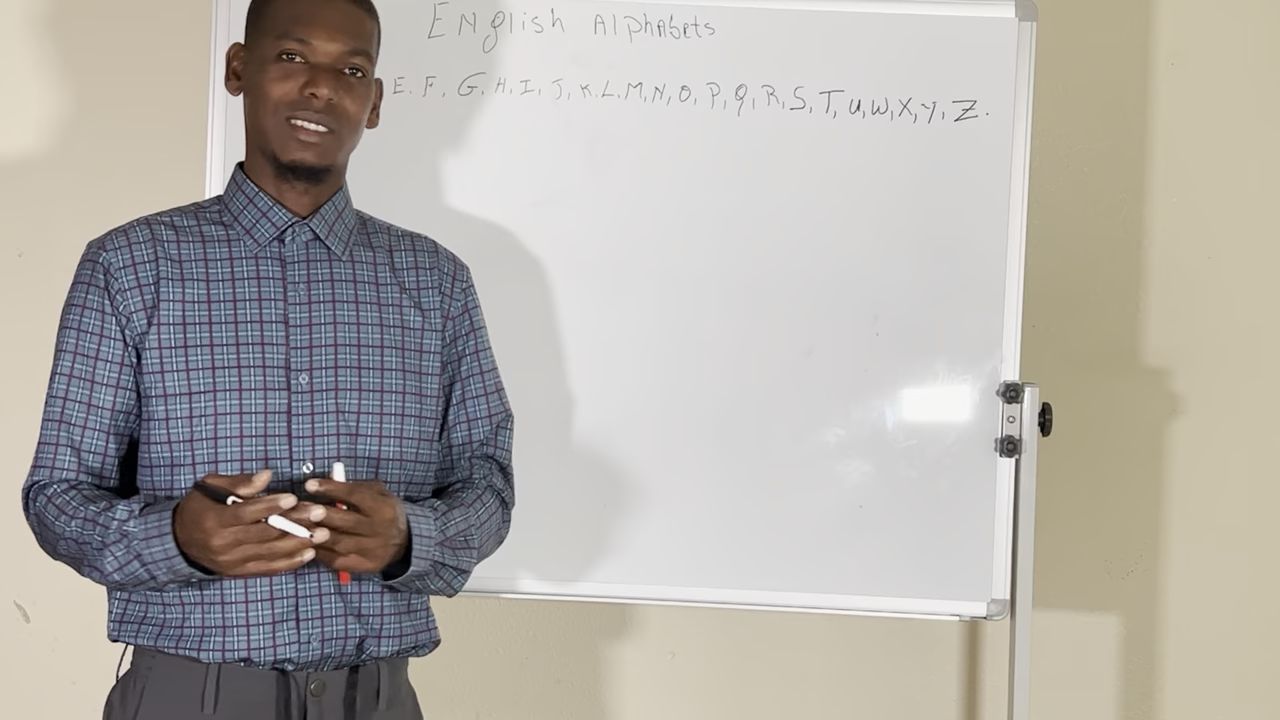 English Alphabets
E. F, G, H, I, J, K. L. M, N, O, P, Q, R, S, T, U, W, X, Y, Z.